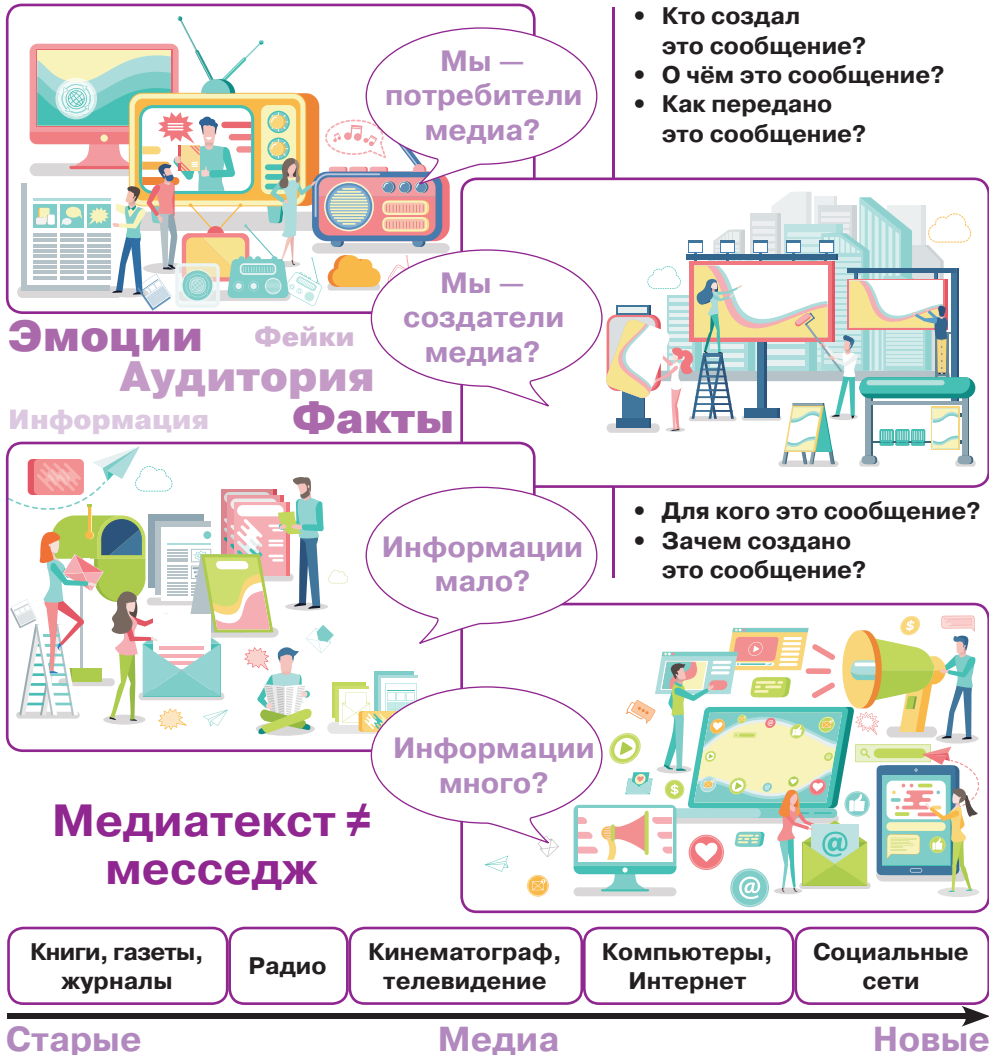 Мы —
потребители
медиа?
• Кто создал
это сообщение?
• О чём это сообщение?
• Как передано
это сообщение?
Мы —
создатели
медиа?
Эмоции
Фейки
Аудитория
Информация
Факты
Информации
мало?
• Для кого это сообщение?
• Зачем создано
это сообщение?
Информации
много?
Медиатекст ≠
месседж
Книги, газеты,
журналы
Радио
Кинематограф,
телевидение
Компьютеры,
Интернет
Социальные
сети
Старые
Медиа
Новые